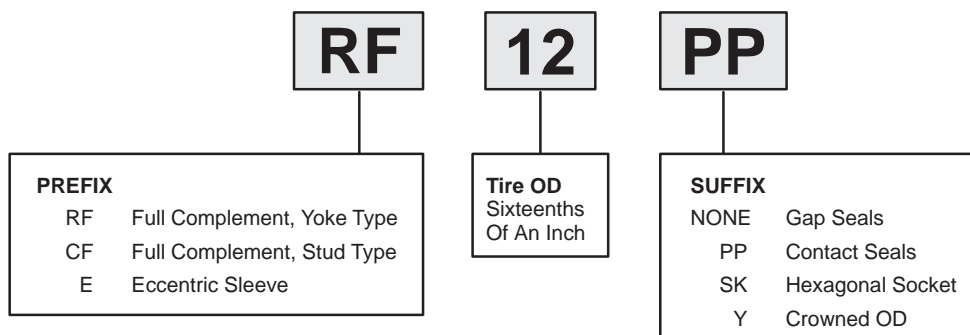 RF 12 PP
PREFIX
RF Full Complement, Yoke Type
CF Full Complement, Stud Type
E Eccentric Sleeve
Tire OD
Sixteenths
Of An Inch
SUFFIX
NONE Gap Seals
PP Contact Seals
SK Hexagonal Socket
Y Crowned OD